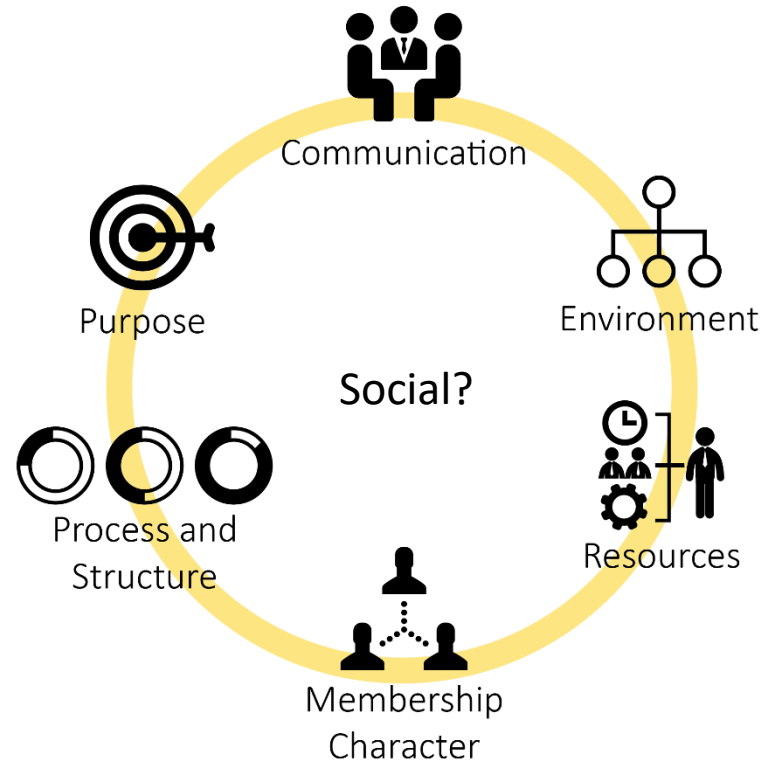 Communication
Purpose
Environment
Social?
Process and
Structure
Resources
Membership
Character